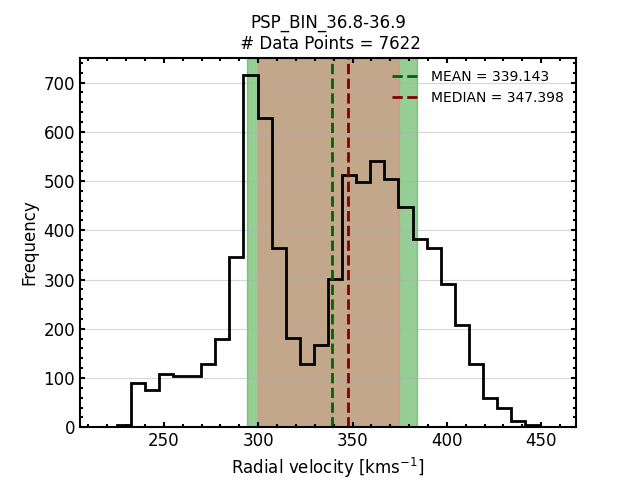 PSP_BIN_36.8-36.9
# Data Points = 7622
MEAN = 339.143
MEDIAN = 347.398
Frequency
700
600
500
400
300
200
100
0
250 300 350 400 450
Radial velocity [kms⁻¹]